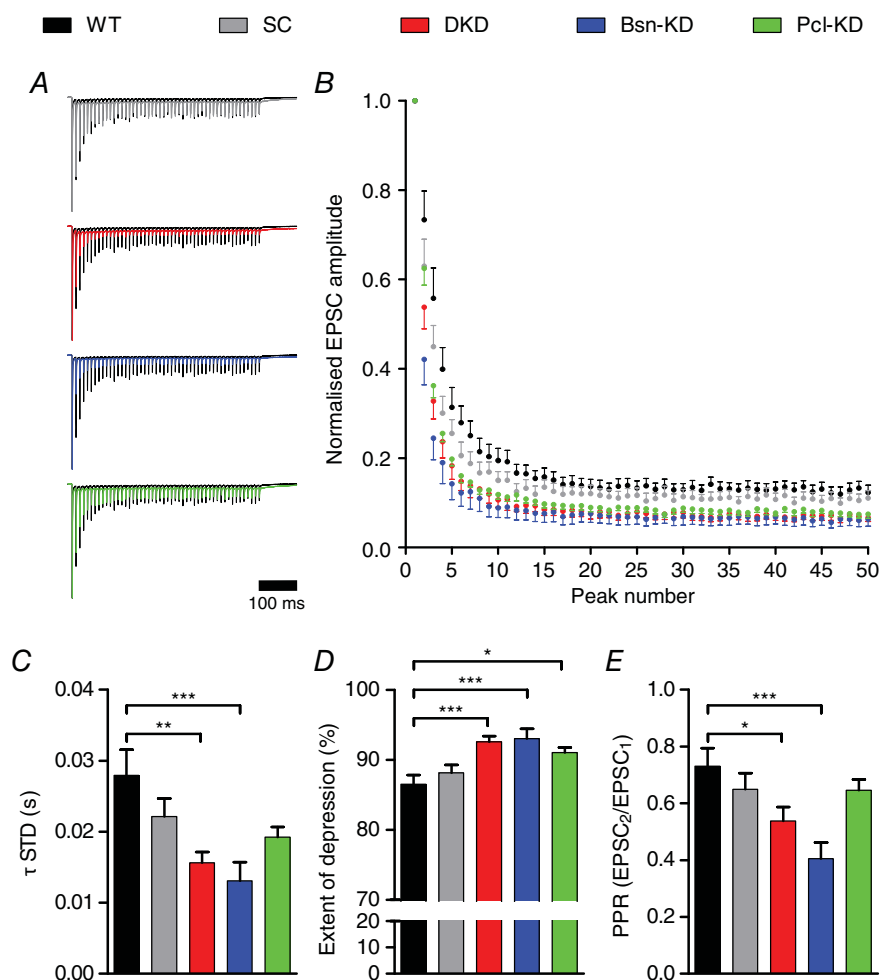 WT SC DKD Bsn-KD Pcl-KD
A
100 ms
B
Normalised EPSC amplitude
1.0
0.8
0.6
0.4
0.2
0.0
0 5 10 15 20 25 30 35 40 45 50
Peak number
C
τ STD (s)
0.04
0.03
0.02
0.01
0.00
***
**
D
Extent of depression (%)
100
90
80
70
20
10
0
*
***
***
E
PPR (EPSC2/EPSC1)
1.0
0.8
0.6
0.4
0.2
0.0
***
*